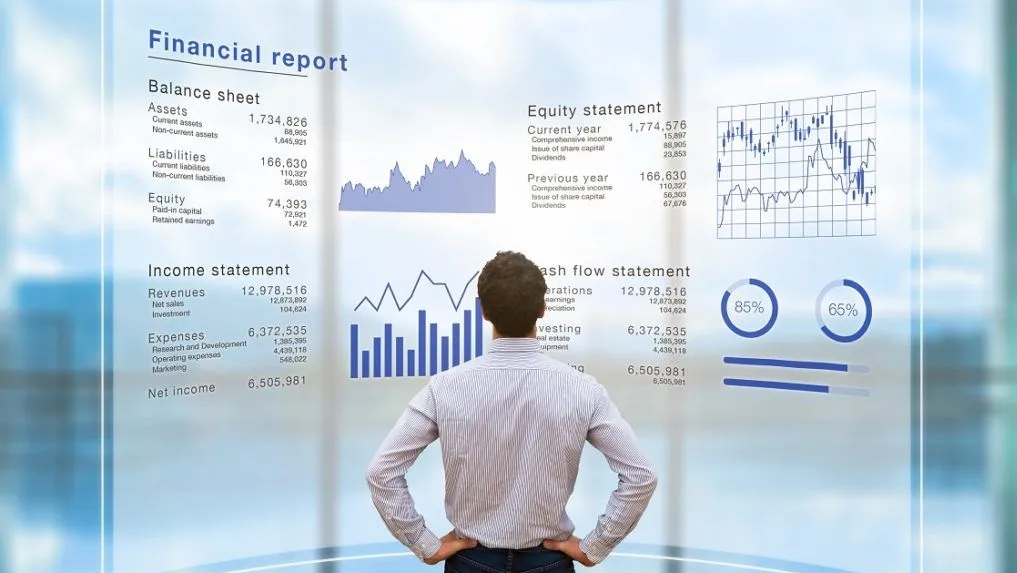 Financial report
Balance sheet
Assets 1,734,826
Current assets 88,905
Non-current assets 1,645,921
Liabilities 166,630
Current liabilities 110,327
Non-current liabilities 56,303
Equity 74,393
Paid-in capital 72,921
Retained earnings 1,472
Income statement
Revenues 12,978,516
Net sales 12,873,892
Investment 104,624
Expenses 6,372,535
Research and Development 1,385,395
Operating expenses 4,439,118
Marketing 548,022
Net income 6,505,981
Equity statement
Current year 1,774,576
Comprehensive income 15,897
Issue of share capital 88,905
Dividends 23,853
Previous year 166,630
Comprehensive income 110,327
Issue of share capital 56,303
Dividends 67,676
ash flow statement
erations 12,978,516
earnings 12,873,892
reciation 104,624
nvesting 6,372,535
eal estate 1,385,395
uipment 4,439,118
ng 6,505,981
6,505,981
85%
65%